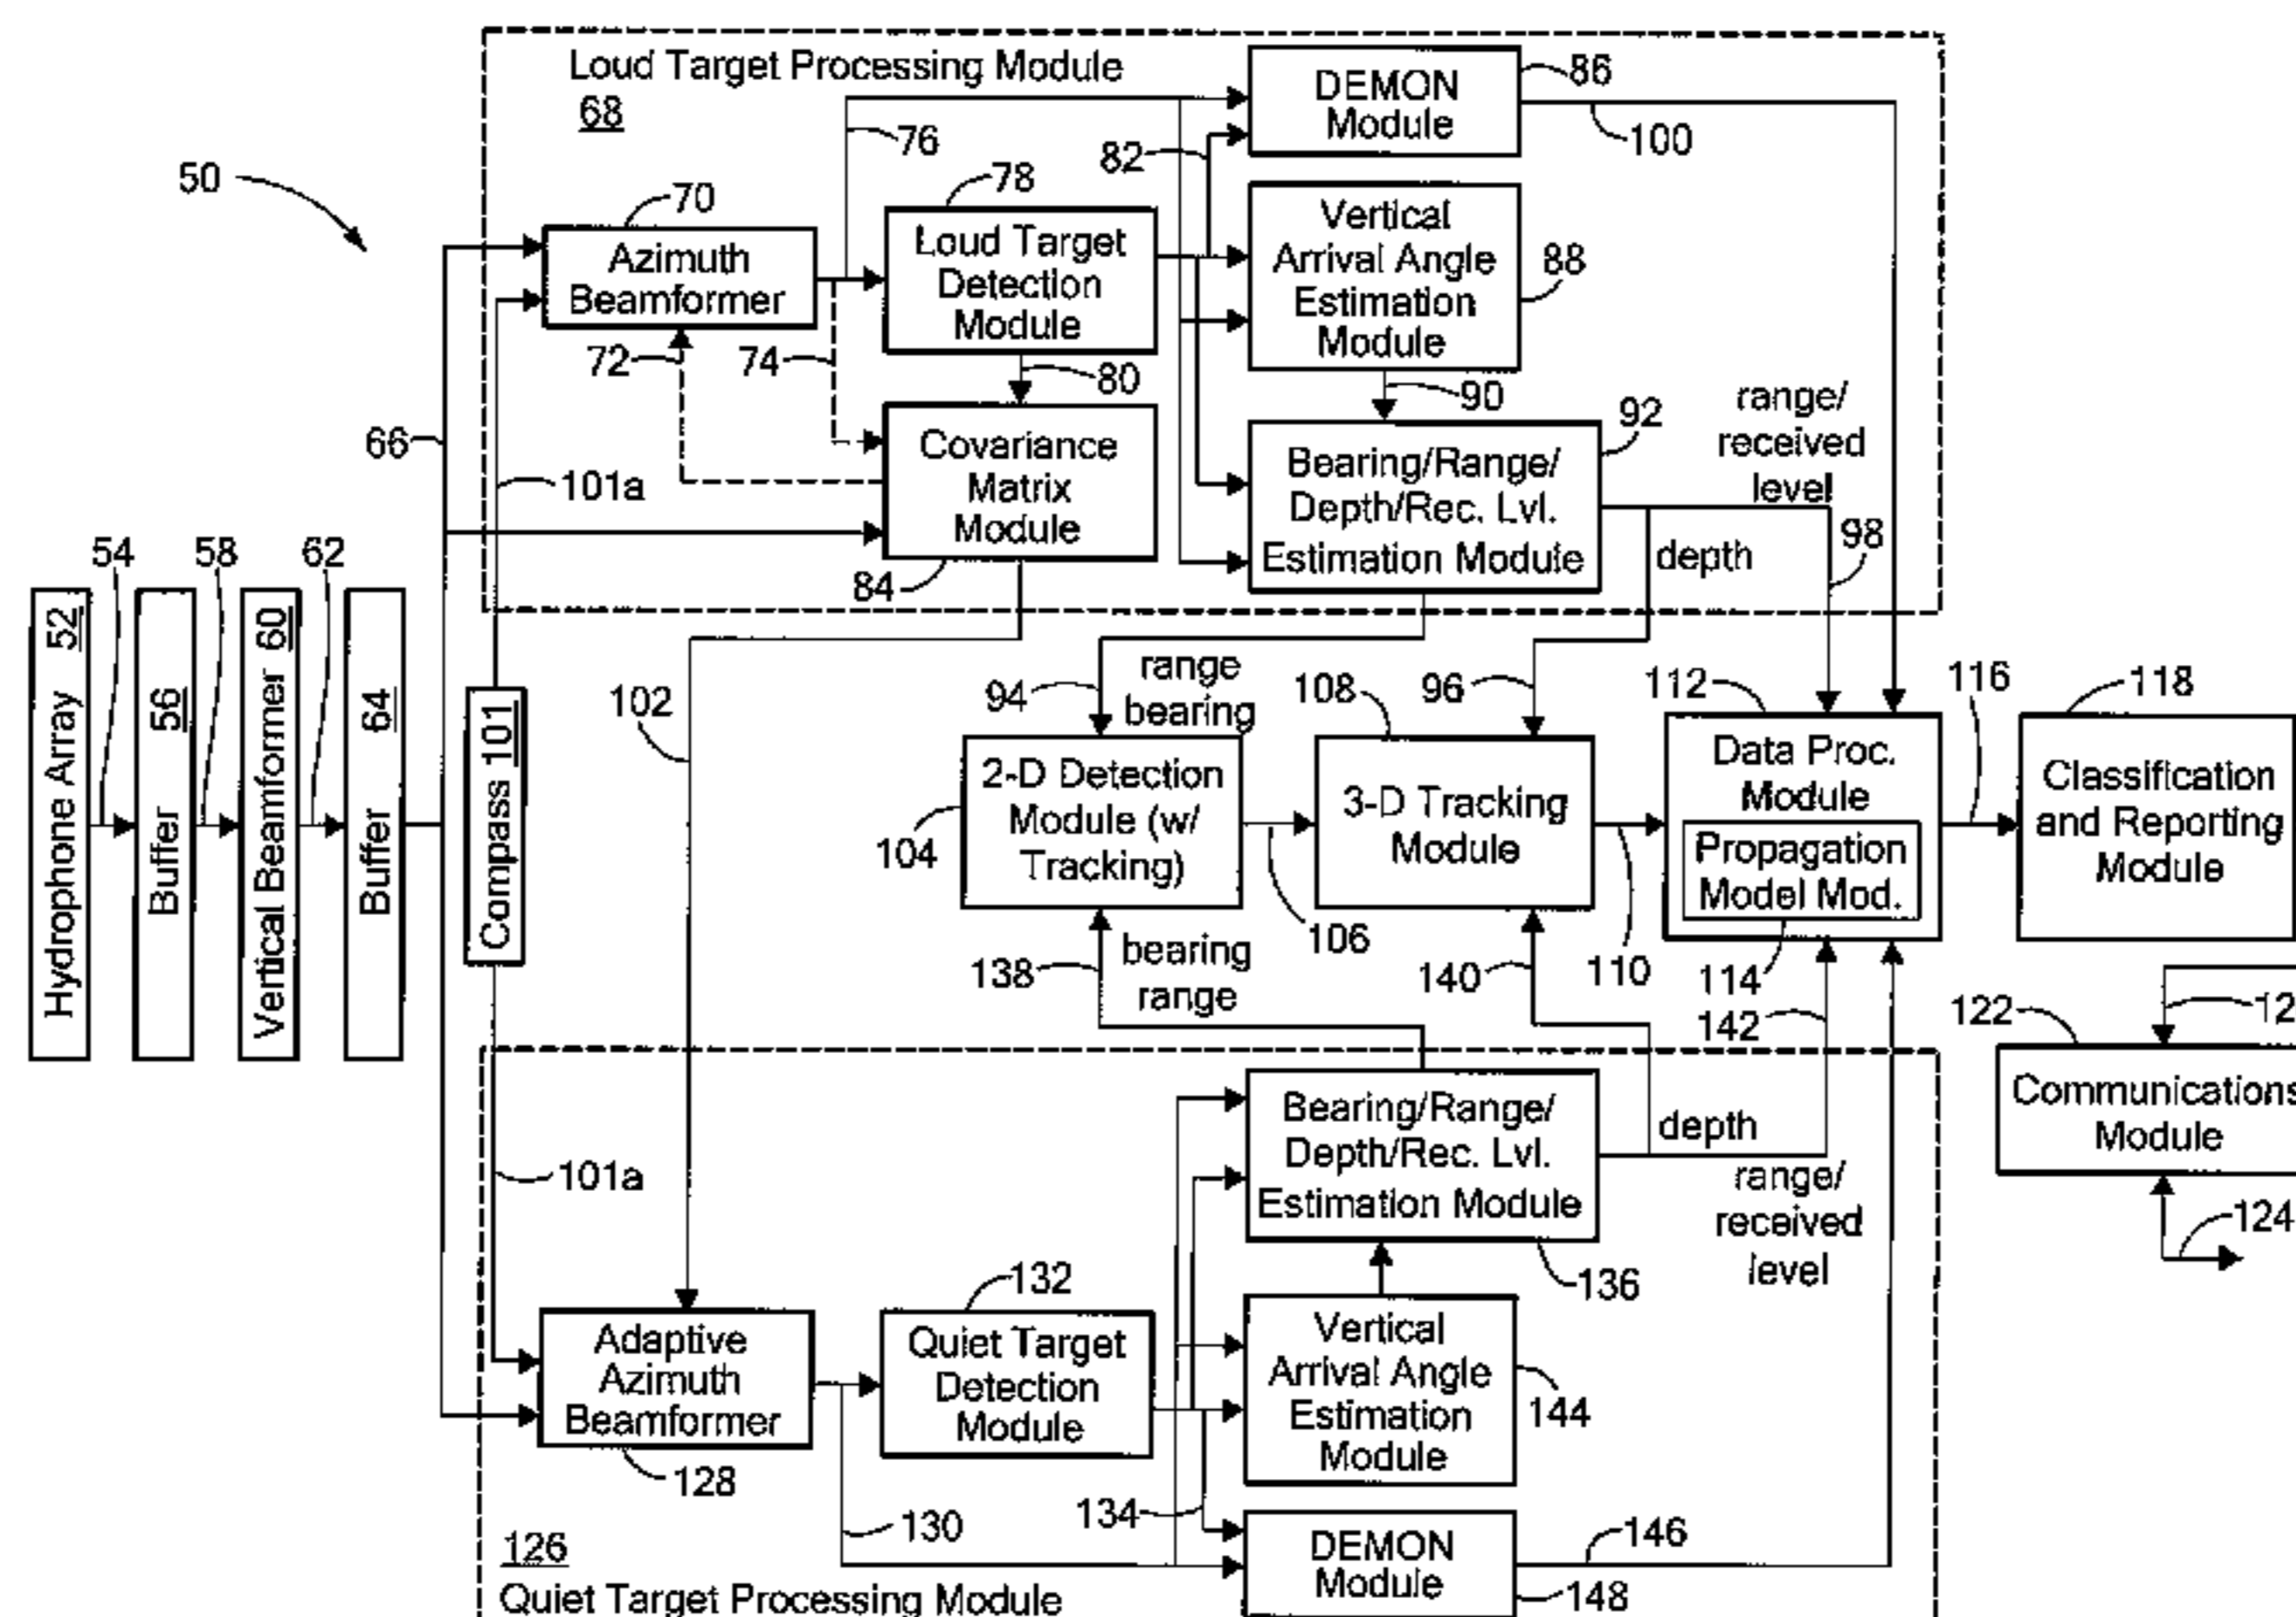 Loud Target Processing Module
68
50
70
Azimuth
Beamformer
72
74
76
78
Loud Target
Detection
Module
80
82
Covariance
Matrix
Module
84
DEMON
Module
86
100
Vertical
Arrival Angle
Estimation
Module
88
90
Bearing/Range/
Depth/Rec. Lvl.
Estimation Module
92
range/
received
level
98
depth
66
101a
54
58
62
Hydrophone Array 52
Buffer 56
Vertical Beamformer 60
Buffer 64
Compass 101
102
94
range
bearing
108
96
112
116
118
2-D Detection
Module (w/
Tracking)
104
106
3-D Tracking
Module
110
Data Proc.
Module
Propagation
Model Mod.
114
Classification
and Reporting
Module
138
bearing
range
140
142
122
12
Communications
Module
124
101a
Bearing/Range/
Depth/Rec. Lvl.
Estimation Module
136
depth
range/
received
level
Adaptive
Azimuth
Beamformer
128
130
132
Quiet Target
Detection
Module
134
Vertical
Arrival Angle
Estimation
Module
144
DEMON
Module
146
148
126
Quiet Target Processing Module